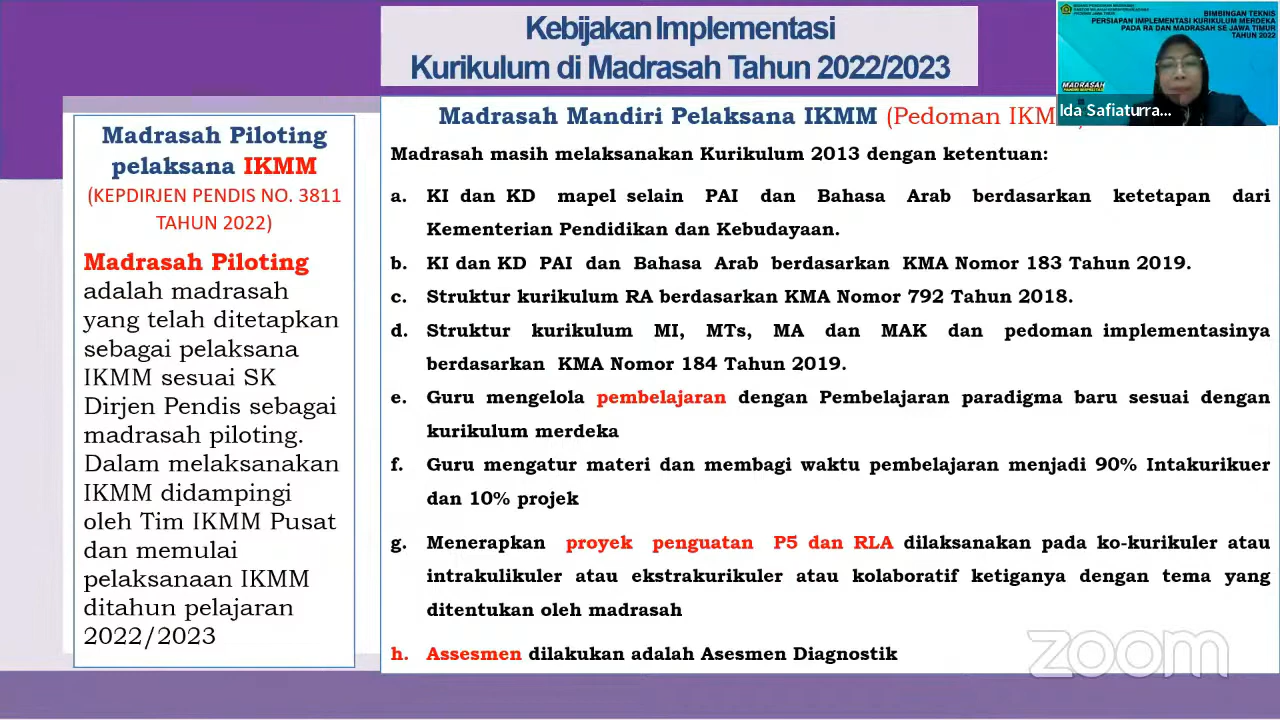 Kebijakan Implementasi
Kurikulum di Madrasah Tahun 2022/2023
Madrasah Piloting
pelaksana IKMM
(KEPDIRJEN PENDIS NO. 3811
TAHUN 2022)
Madrasah Piloting
adalah madrasah
yang telah ditetapkan
sebagai pelaksana
IKMM sesuai SK
Dirjen Pendis sebagai
madrasah piloting.
Dalam melaksanakan
IKMM didampingi
oleh Tim IKMM Pusat
dan memulai
pelaksanaan IKMM
ditahun pelajaran
2022/2023
Madrasah Mandiri Pelaksana IKMM (Pedoman
Madrasah masih melaksanakan Kurikulum 2013 dengan ketentuan:
a. KI dan KD mapel selain PAI dan Bahasa Arab berdasarkan ketetapan dari
Kementerian Pendidikan dan Kebudayaan.
b. KI dan KD PAI dan Bahasa Arab berdasarkan KMA Nomor 183 Tahun 2019.
c. Struktur kurikulum RA berdasarkan KMA Nomor 792 Tahun 2018.
d. Struktur kurikulum MI, MTs, MA dan MAK dan pedoman implementasinya
berdasarkan KMA Nomor 184 Tahun 2019.
e. Guru mengelola pembelajaran dengan Pembelajaran paradigma baru sesuai dengan
kurikulum merdeka
f. Guru mengatur materi dan membagi waktu pembelajaran menjadi 90% Intakurikuer
dan 10% projek
g. Menerapkan proyek penguatan P5 dan RLA dilaksanakan pada ko-kurikuler atau
intrakulikuler atau ekstrakurikuler atau kolaboratif ketiganya dengan tema yang
ditentukan oleh madrasah
h. Assesmen dilakukan adalah Asesmen Diagnostik
BIMBINGAN TEKNIS
PERSIAPAN IMPLEMENTASI KURIKULUM MERDEKA
PADA RA DAN MADRASAH SE JAWA TIMUR
TAHUN 2022
MADRASAH
Ida Safiaturra...
zoom